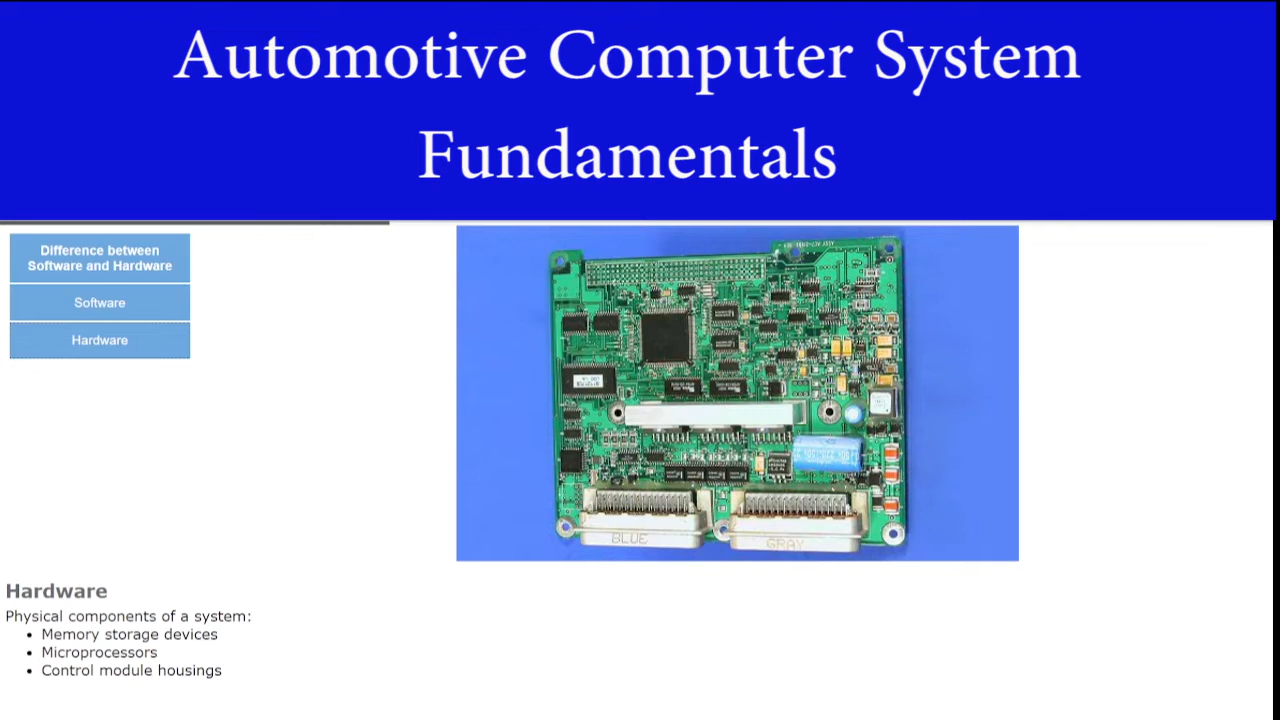 Automotive Computer System
Fundamentals
Difference between
Software and Hardware
Software
Hardware
BLUE
GRAY
Hardware
Physical components of a system:
• Memory storage devices
• Microprocessors
• Control module housings